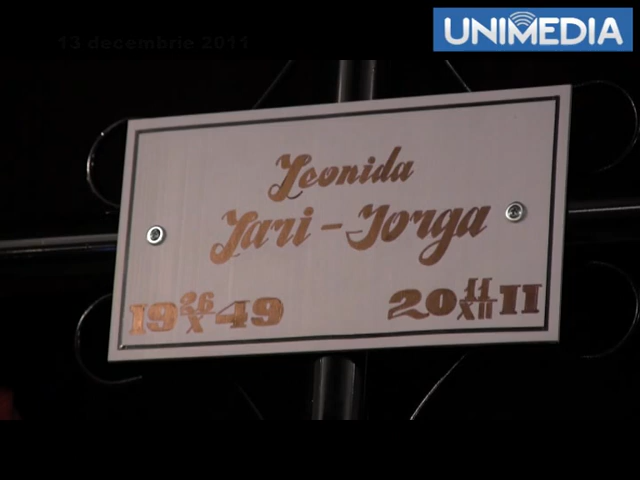 13 decembrie 2011
UNIMEDIA
Leonida
Lari-Iorga
19 26/X 49
20 11/XII 11